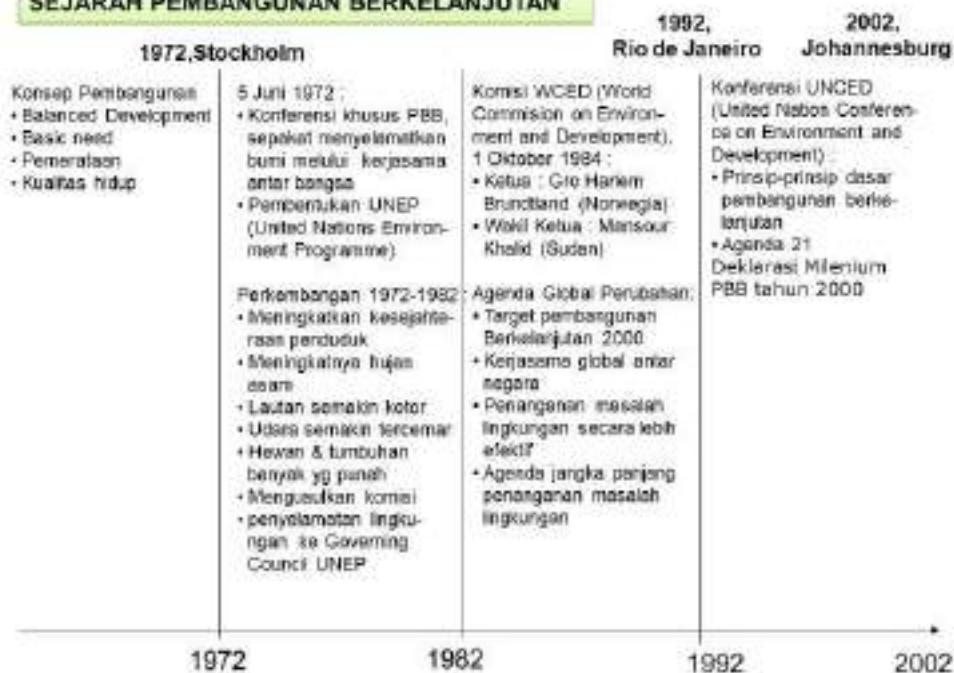 SEJARAH PEMBANGUNAN BERKELANJUTAN
1972,Stockholm
1992,
Rio de Janeiro
2002,
Johannesburg
Konsep Pembangunan
• Balanced Development
• Basic need
• Pemerataan
• Kualitas hidup
5 Juni 1972 :
• Konferensi khusus PBB,
sepakat menyelamatkan
bumi melului kerjasama
antar bangsa
• Pembentukan UNEP
(United Nations Environ-
ment Programme)
Perkembangan 1972-1982 :
• Meningkatkan kesejahte-
raan penduduk
• Meningkatnya hujan
asam
• Lautan semakin kotor
• Udara semakin tercemar
• Hewan & tumbuhan
banyak yg punah
• Mengusulkan komisi
• penyelamatan lingku-
ngan ke Governing
Council UNEP
Komisi WCED (World
Commision on Environ-
ment and Development),
1 Oktober 1984 :
• Ketua : Gro Harlem
Brundtland (Norwegia)
• Wakil Ketua : Mansour
Khalid (Sudan)
Agenda Global Perubahan:
• Target pembangunan
Berkelanjutan 2000
• Kerjasama global antar
negara
• Penanganan masalah
lingkungan secara lebih
efektif
• Agenda jangka panjang
penanganan masalah
lingkungan
Konferensi UNCED
(United Nation Conferen-
ce on Environment and
Development) :
• Prinsip-prinsip dasar
pembangunan berke-
lanjutan
• Agenda 21
Deklarasi Milenium
PBB tahun 2000
1972
1982
1992
2002